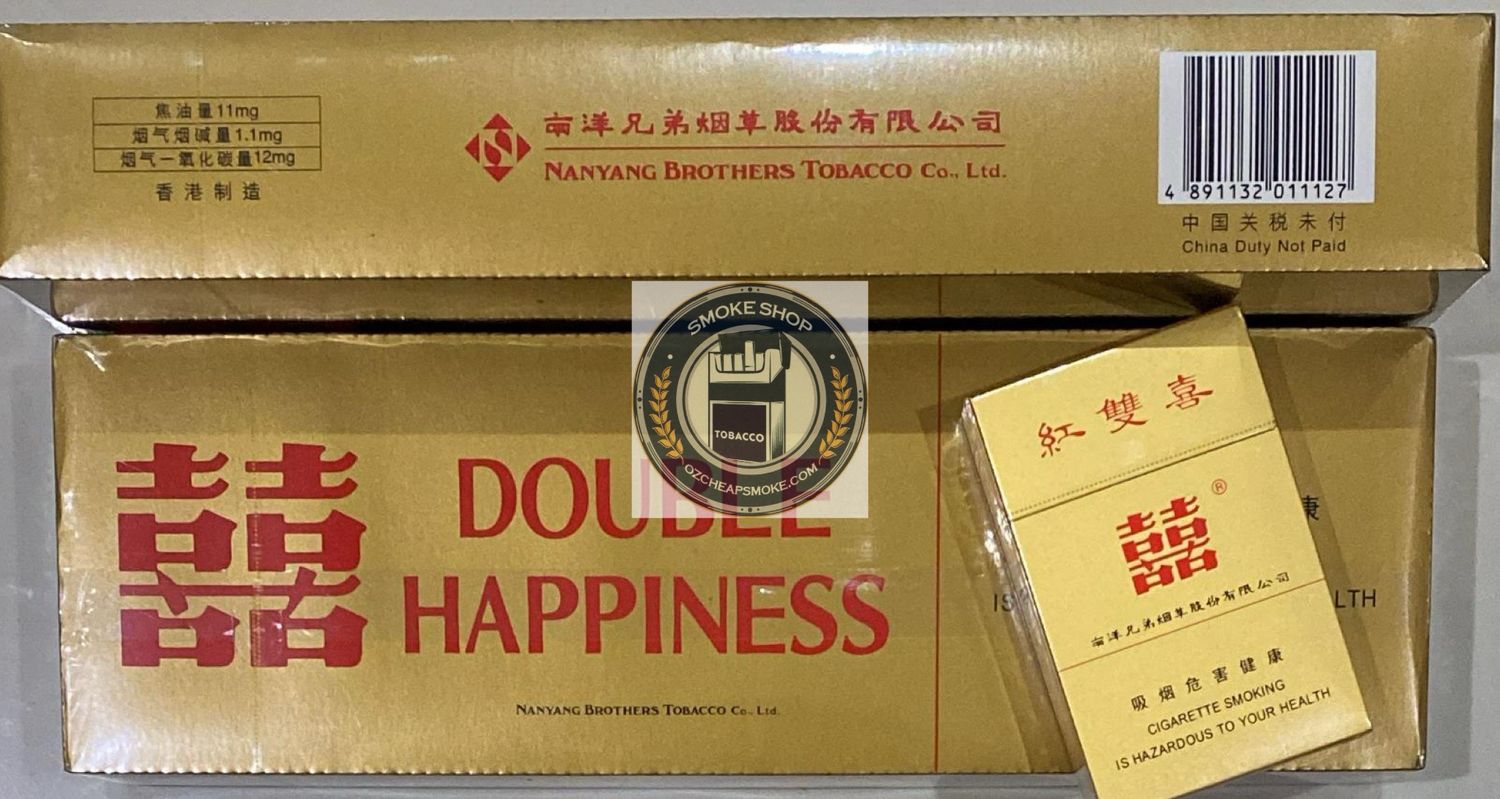 焦油量11mg
烟气烟碱量1.1mg
烟气一氧化碳量12mg
香港制造
南洋兄弟烟草股份有限公司
NANYANG BROTHERS TOBACCO Co., Ltd.
4 891132 011127
中国关税未付
China Duty Not Paid
SMOKE SHOP
TOBACCO
OZCHEAPSMOKE.COM
囍
DOUBLE
HAPPINESS
NANYANG BROTHERS TOBACCO Co., Ltd.
康
IS
LTH
紅雙喜
囍®
南洋兄弟烟草股份有限公司
吸烟危害健康
CIGARETTE SMOKING
IS HAZARDOUS TO YOUR HEALTH